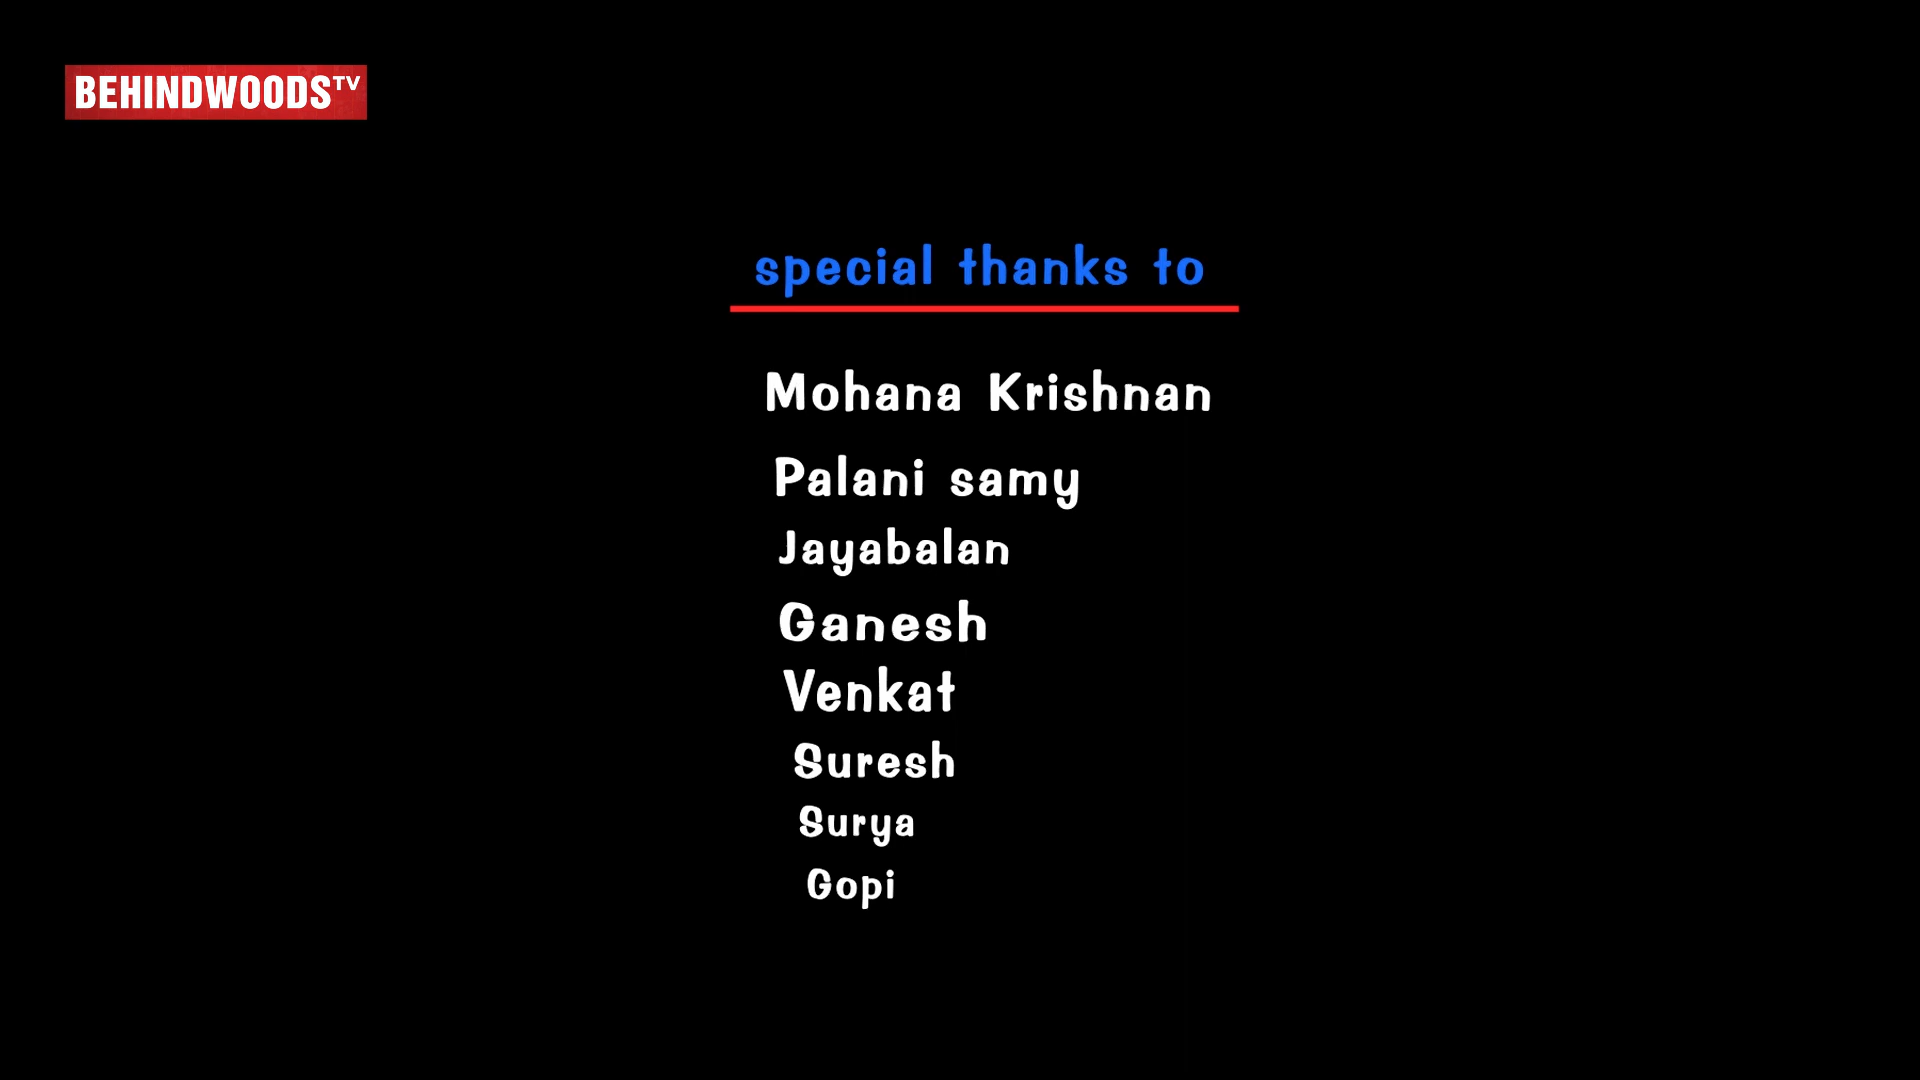 BEHINDWOODSTV
special thanks to
Mohana Krishnan
Palani samy
Jayabalan
Ganesh
Venkat
Suresh
Surya
Gopi